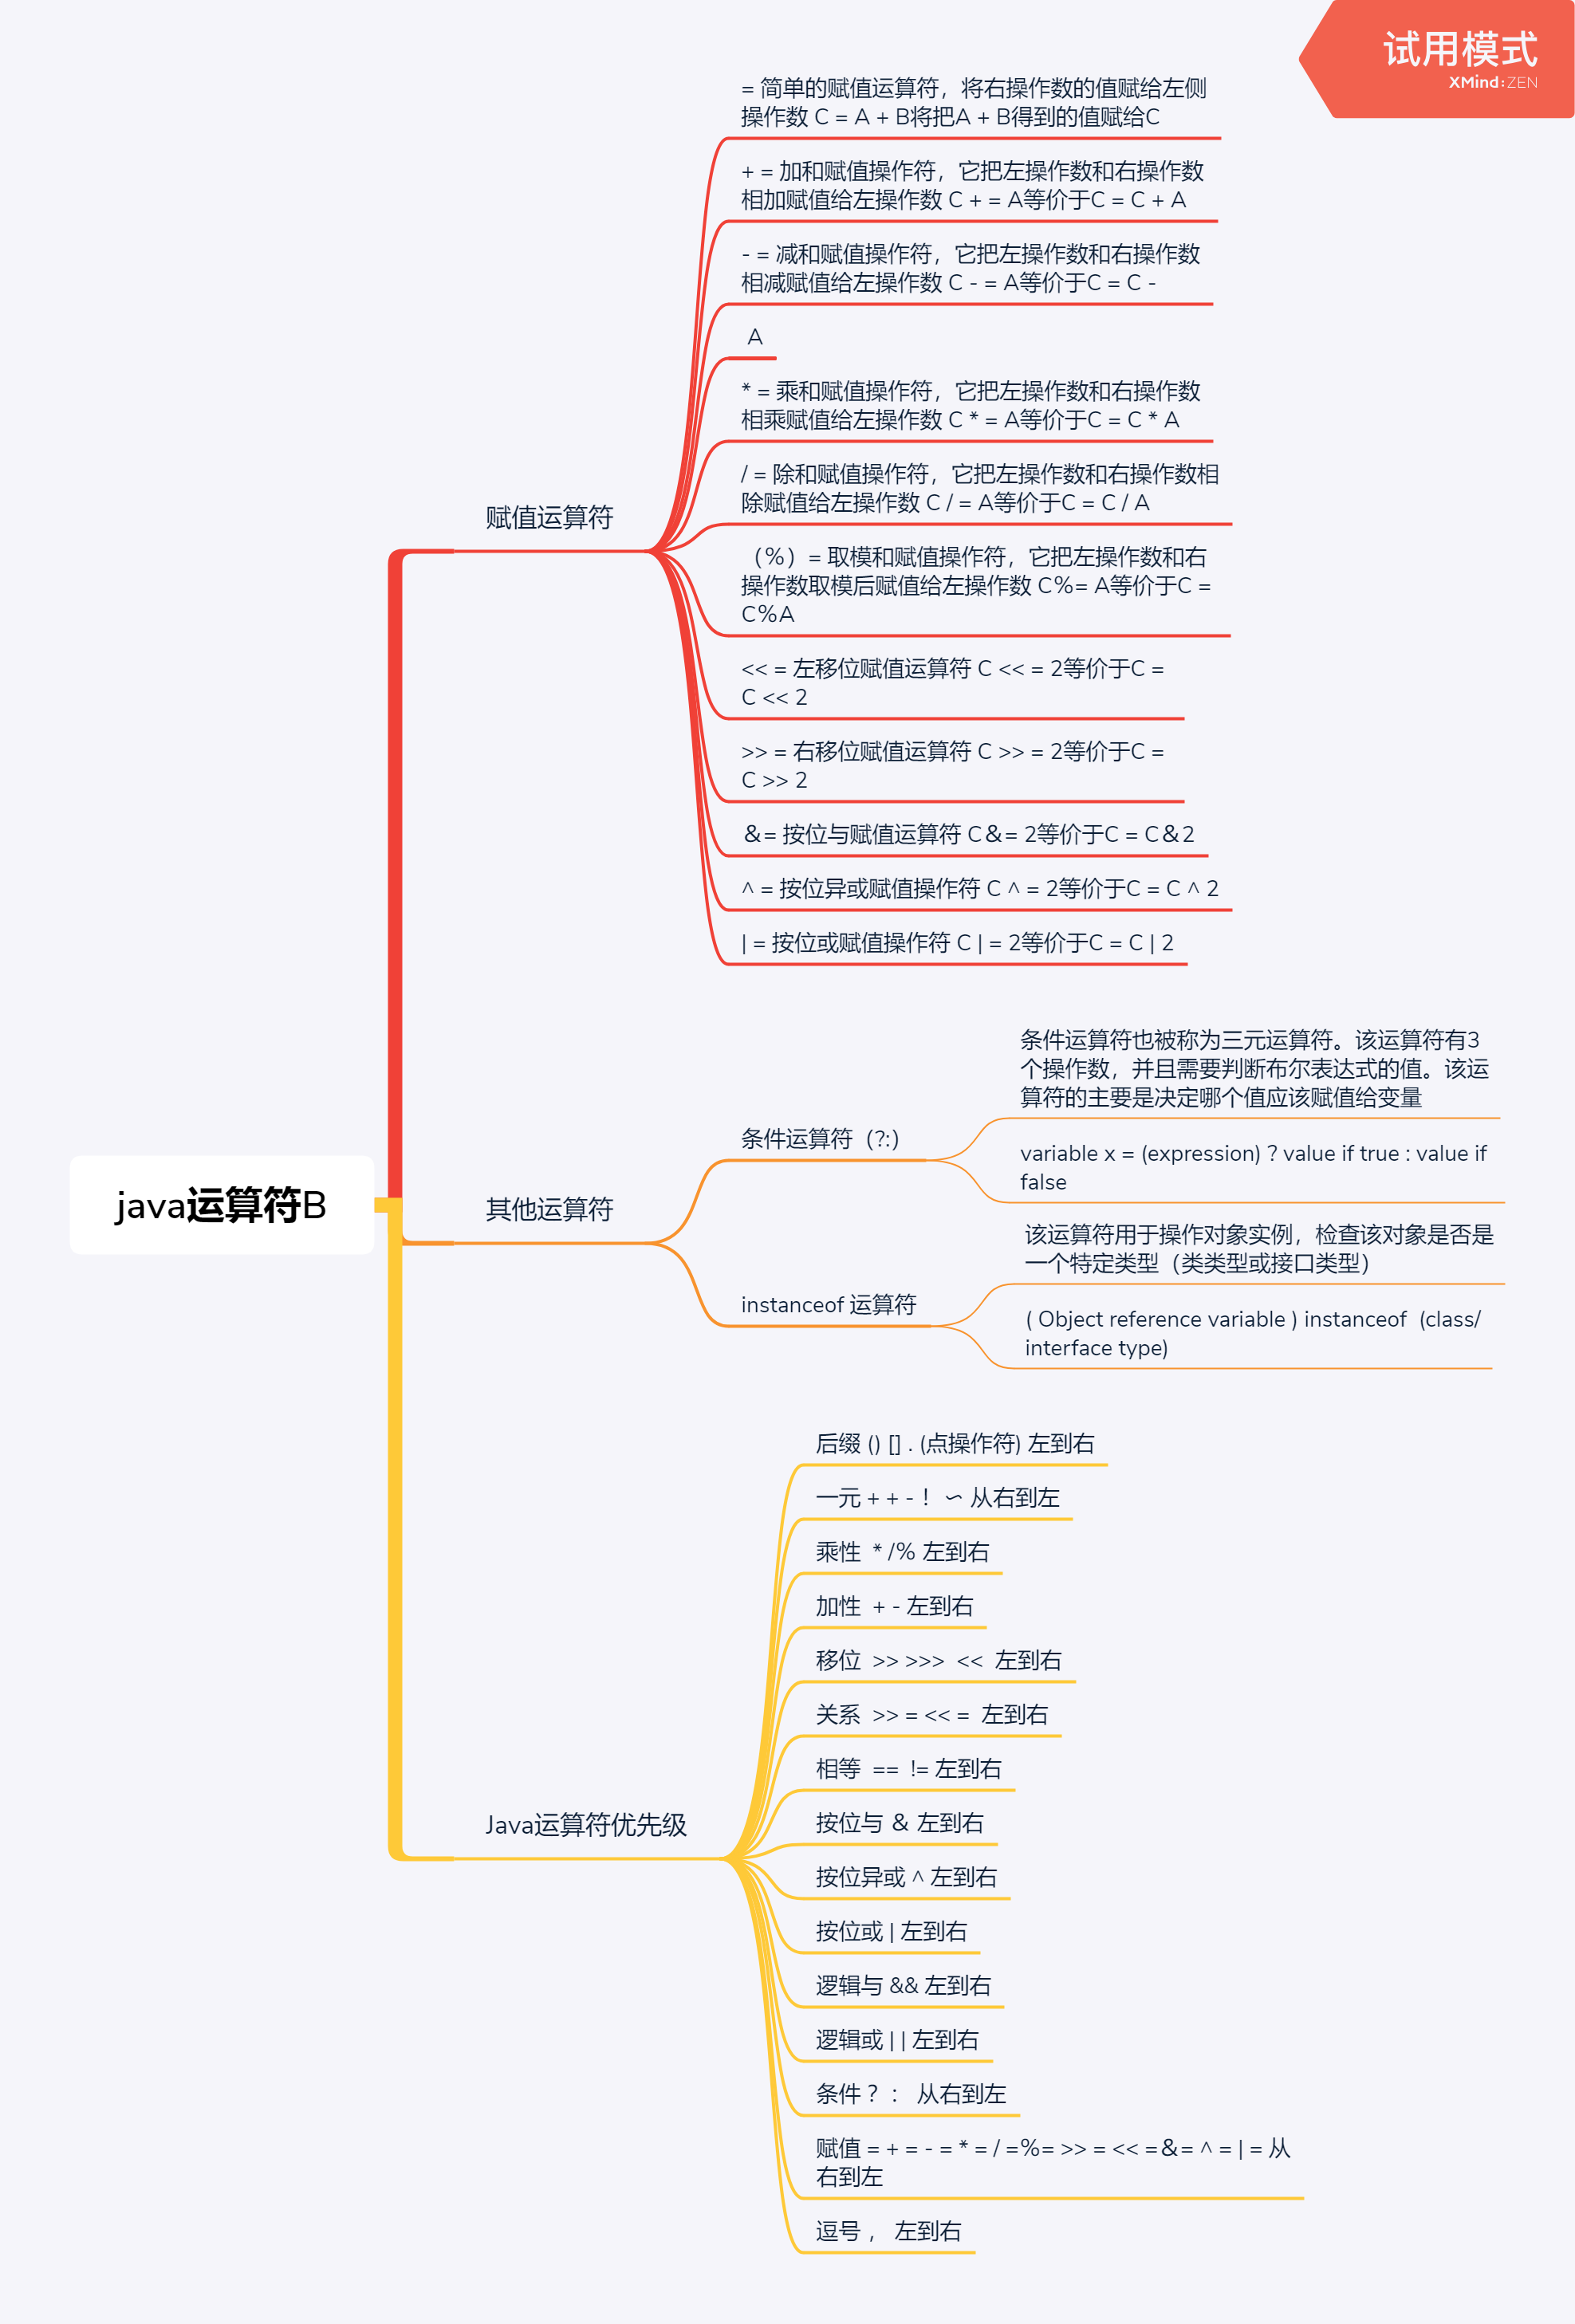 试用模式
XMind:ZEN
= 简单的赋值运算符，将右操作数的值赋给左侧
操作数 C = A + B将把A + B得到的值赋给C
+ = 加和赋值操作符，它把左操作数和右操作数
相加赋值给左操作数 C + = A等价于C = C + A
- = 减和赋值操作符，它把左操作数和右操作数
相减赋值给左操作数 C - = A等价于C = C -
A
* = 乘和赋值操作符，它把左操作数和右操作数
相乘赋值给左操作数 C * = A等价于C = C * A
/ = 除和赋值操作符，它把左操作数和右操作数相
除赋值给左操作数 C / = A等价于C = C / A
（%）= 取模和赋值操作符，它把左操作数和右
操作数取模后赋值给左操作数 C%= A等价于C =
C%A
<< = 左移位赋值运算符 C << = 2等价于C =
C << 2
>> = 右移位赋值运算符 C >> = 2等价于C =
C >> 2
＆= 按位与赋值运算符 C＆= 2等价于C = C＆2
^ = 按位异或赋值操作符 C ^ = 2等价于C = C ^ 2
| = 按位或赋值操作符 C | = 2等价于C = C | 2
赋值运算符
条件运算符也被称为三元运算符。该运算符有3
个操作数，并且需要判断布尔表达式的值。该运
算符的主要是决定哪个值应该赋值给变量
条件运算符（?:）
variable x = (expression) ? value if true : value if
false
java运算符B
其他运算符
该运算符用于操作对象实例，检查该对象是否是
一个特定类型（类类型或接口类型）
instanceof 运算符
( Object reference variable ) instanceof  (class/
interface type)
后缀 () [] . (点操作符) 左到右
一元 + + - ！〜 从右到左
乘性  * /% 左到右
加性  + - 左到右
移位  >> >>>  <<  左到右
关系  >> = << =  左到右
相等  ==  != 左到右
按位与 ＆ 左到右
按位异或 ^ 左到右
按位或 | 左到右
逻辑与 && 左到右
逻辑或 | | 左到右
条件 ？：  从右到左
赋值 = + = - = * = / =%= >> = << =＆= ^ = | = 从
右到左
逗号 ，  左到右
Java运算符优先级